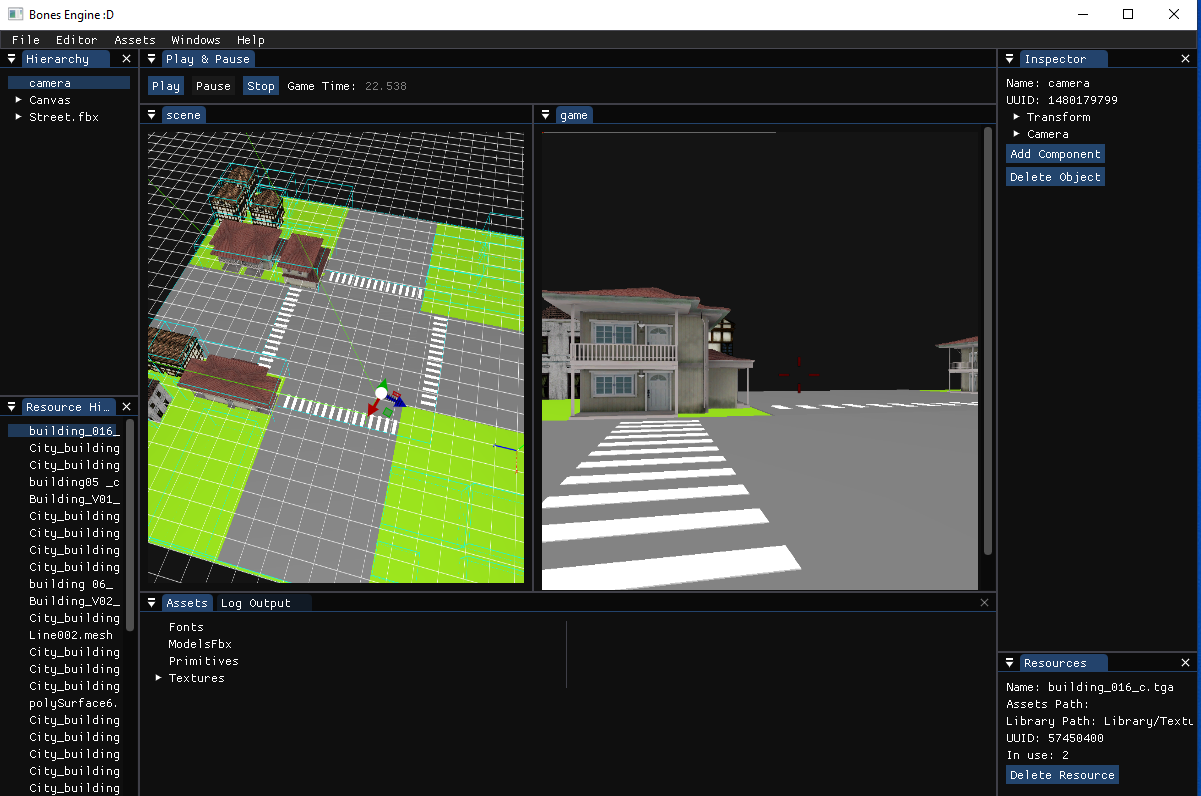 Bones Engine :D
File Editor Assets Windows Help
Hierarchy
camera
Canvas
Street.fbx
Play & Pause
Play Pause Stop Game Time: 22.538
scene
game
Inspector
Name: camera
UUID: 1480179799
Transform
Camera
Add Component
Delete Object
Resource Hi…
building_016_
City_building
City_building
building05 _c
Building_V01_
City_building
City_building
City_building
City_building
building 06_
Building_V02_
City_building
Line002.mesh
City_building
City_building
City_building
polySurface6.
City_building
City_building
City_building
City_building
City_building
Assets Log Output
Fonts
ModelsFbx
Primitives
Textures
Resources
Name: building_016_c.tga
Assets Path:
Library Path: Library/Textu
UUID: 57450400
In use: 2
Delete Resource